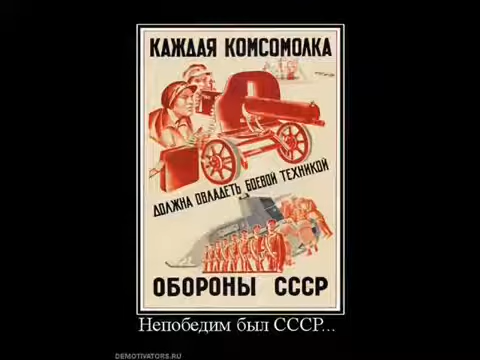 КАЖДАЯ КОМСОМОЛКА
ДОЛЖНА ОВЛАДЕТЬ БОЕВОЙ ТЕХНИКОЙ
ОБОРОНЫ СССР
Непобедим был СССР...
DEMOTIVATORS.RU